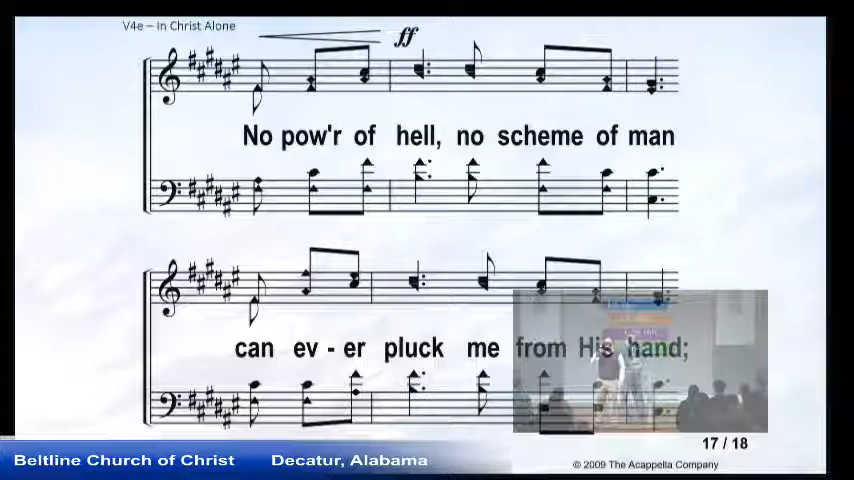 V4e – In Christ Alone
ff
No pow'r of hell, no scheme of man
can ev - er pluck me from His hand;
17 / 18
Beltline Church of Christ Decatur, Alabama
© 2009 The Acappella Company